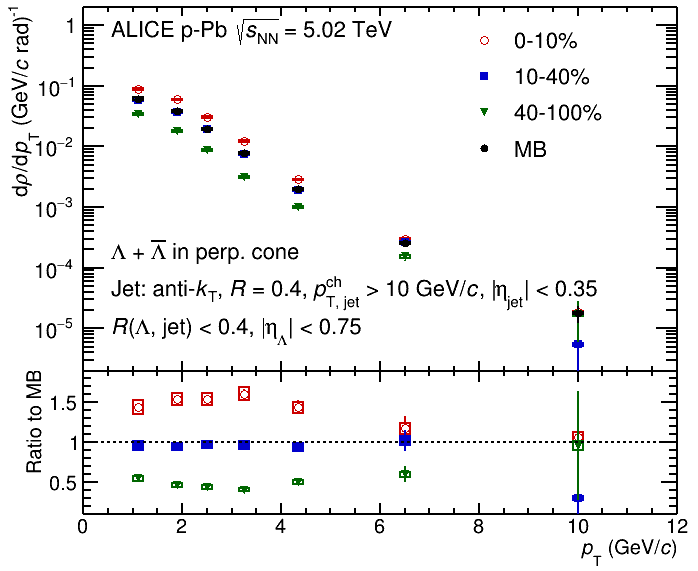 ALICE p-Pb √s_NN = 5.02 TeV
0-10%
10-40%
40-100%
MB
dρ/dp_T (GeV/c rad)⁻¹
10⁻¹
10⁻²
10⁻³
10⁻⁴
10⁻⁵
1
Λ + Λ̅ in perp. cone
Jet: anti-k_T, R = 0.4, p_T, jet^ch > 10 GeV/c, |η_jet| < 0.35
R(Λ, jet) < 0.4, |η_Λ| < 0.75
Ratio to MB
1.5
1
0.5
0 2 4 6 8 10 12
p_T (GeV/c)